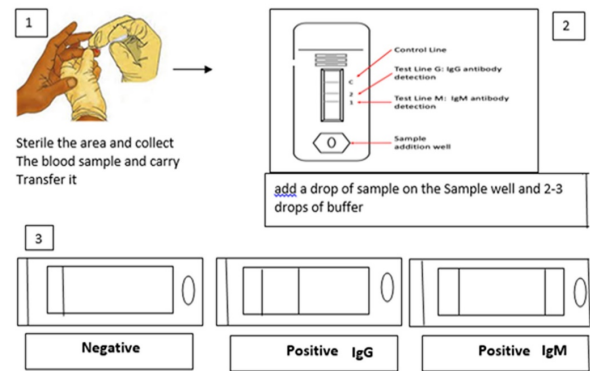 1
2
Sterile the area and collect
The blood sample and carry
Transfer it
Control Line
Test Line G: IgG antibody
detection
Test Line M: IgM antibody
detection
Sample
addition well
C
2
1
add a drop of sample on the Sample well and 2-3
drops of buffer
3
Negative
Positive IgG
Positive IgM